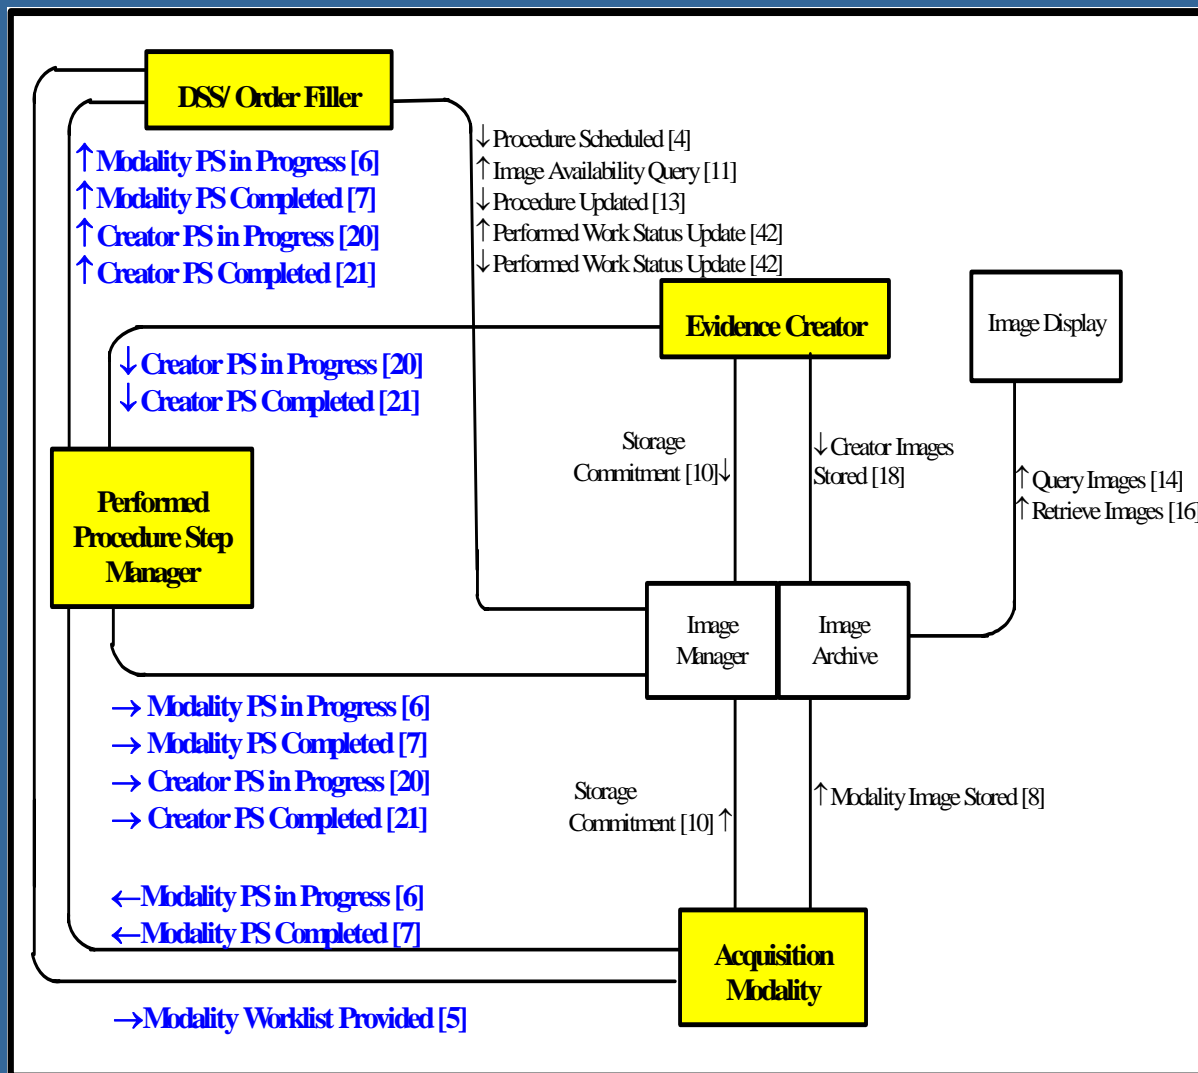 DSS/ Order Filler
↑Modality PS in Progress [6]
↑Modality PS Completed [7]
↑Creator PS in Progress [20]
↑Creator PS Completed [21]
↓Procedure Scheduled [4]
↑Image Availability Query [11]
↓Procedure Updated [13]
↑Performed Work Status Update [42]
↓Performed Work Status Update [42]
Evidence Creator
Image Display
↓Creator PS in Progress [20]
↓Creator PS Completed [21]
Storage
Commitment [10]↓
↓Creator Images
Stored [18]
↑Query Images [14]
↑Retrieve Images [16]
Performed
Procedure Step
Manager
Image
Manager
Image
Archive
→ Modality PS in Progress [6]
→ Modality PS Completed [7]
→ Creator PS in Progress [20]
→ Creator PS Completed [21]
Storage
Commitment [10] ↑
↑Modality Image Stored [8]
←Modality PS in Progress [6]
←Modality PS Completed [7]
Acquisition
Modality
→Modality Worklist Provided [5]